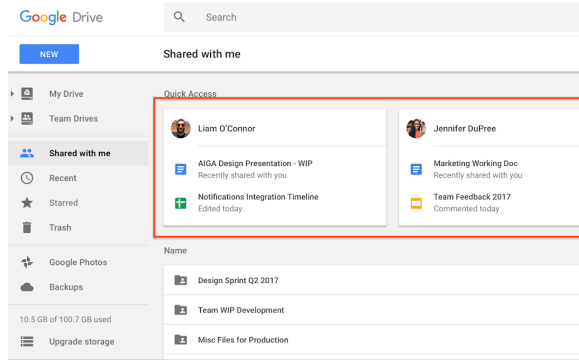 Google Drive
Search
NEW
Shared with me
My Drive
Team Drives
Shared with me
Recent
Starred
Trash
Google Photos
Backups
10.5 GB of 100.7 GB used
Upgrade storage
Quick Access
Liam O'Connor
AIGA Design Presentation - WIP
Recently shared with you
Notifications Integration Timeline
Edited today
Jennifer DuPree
Marketing Working Doc
Recently shared with you
Team Feedback 2017
Commented today
Name
Design Sprint Q2 2017
Team WIP Development
Misc Files for Production